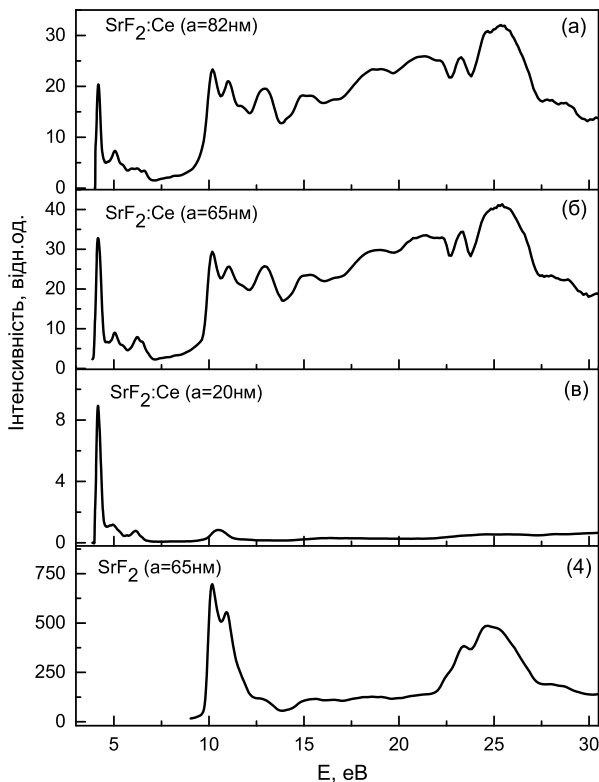 SrF2:Ce (a=82нм)
(а)
30
20
10
0
SrF2:Ce (a=65нм)
(б)
40
30
20
10
0
SrF2:Ce (a=20нм)
(в)
8
4
0
SrF2 (a=65нм)
(4)
750
500
250
0
5 10 15 20 25 30
E, eВ
Інтенсивність, відн.од.